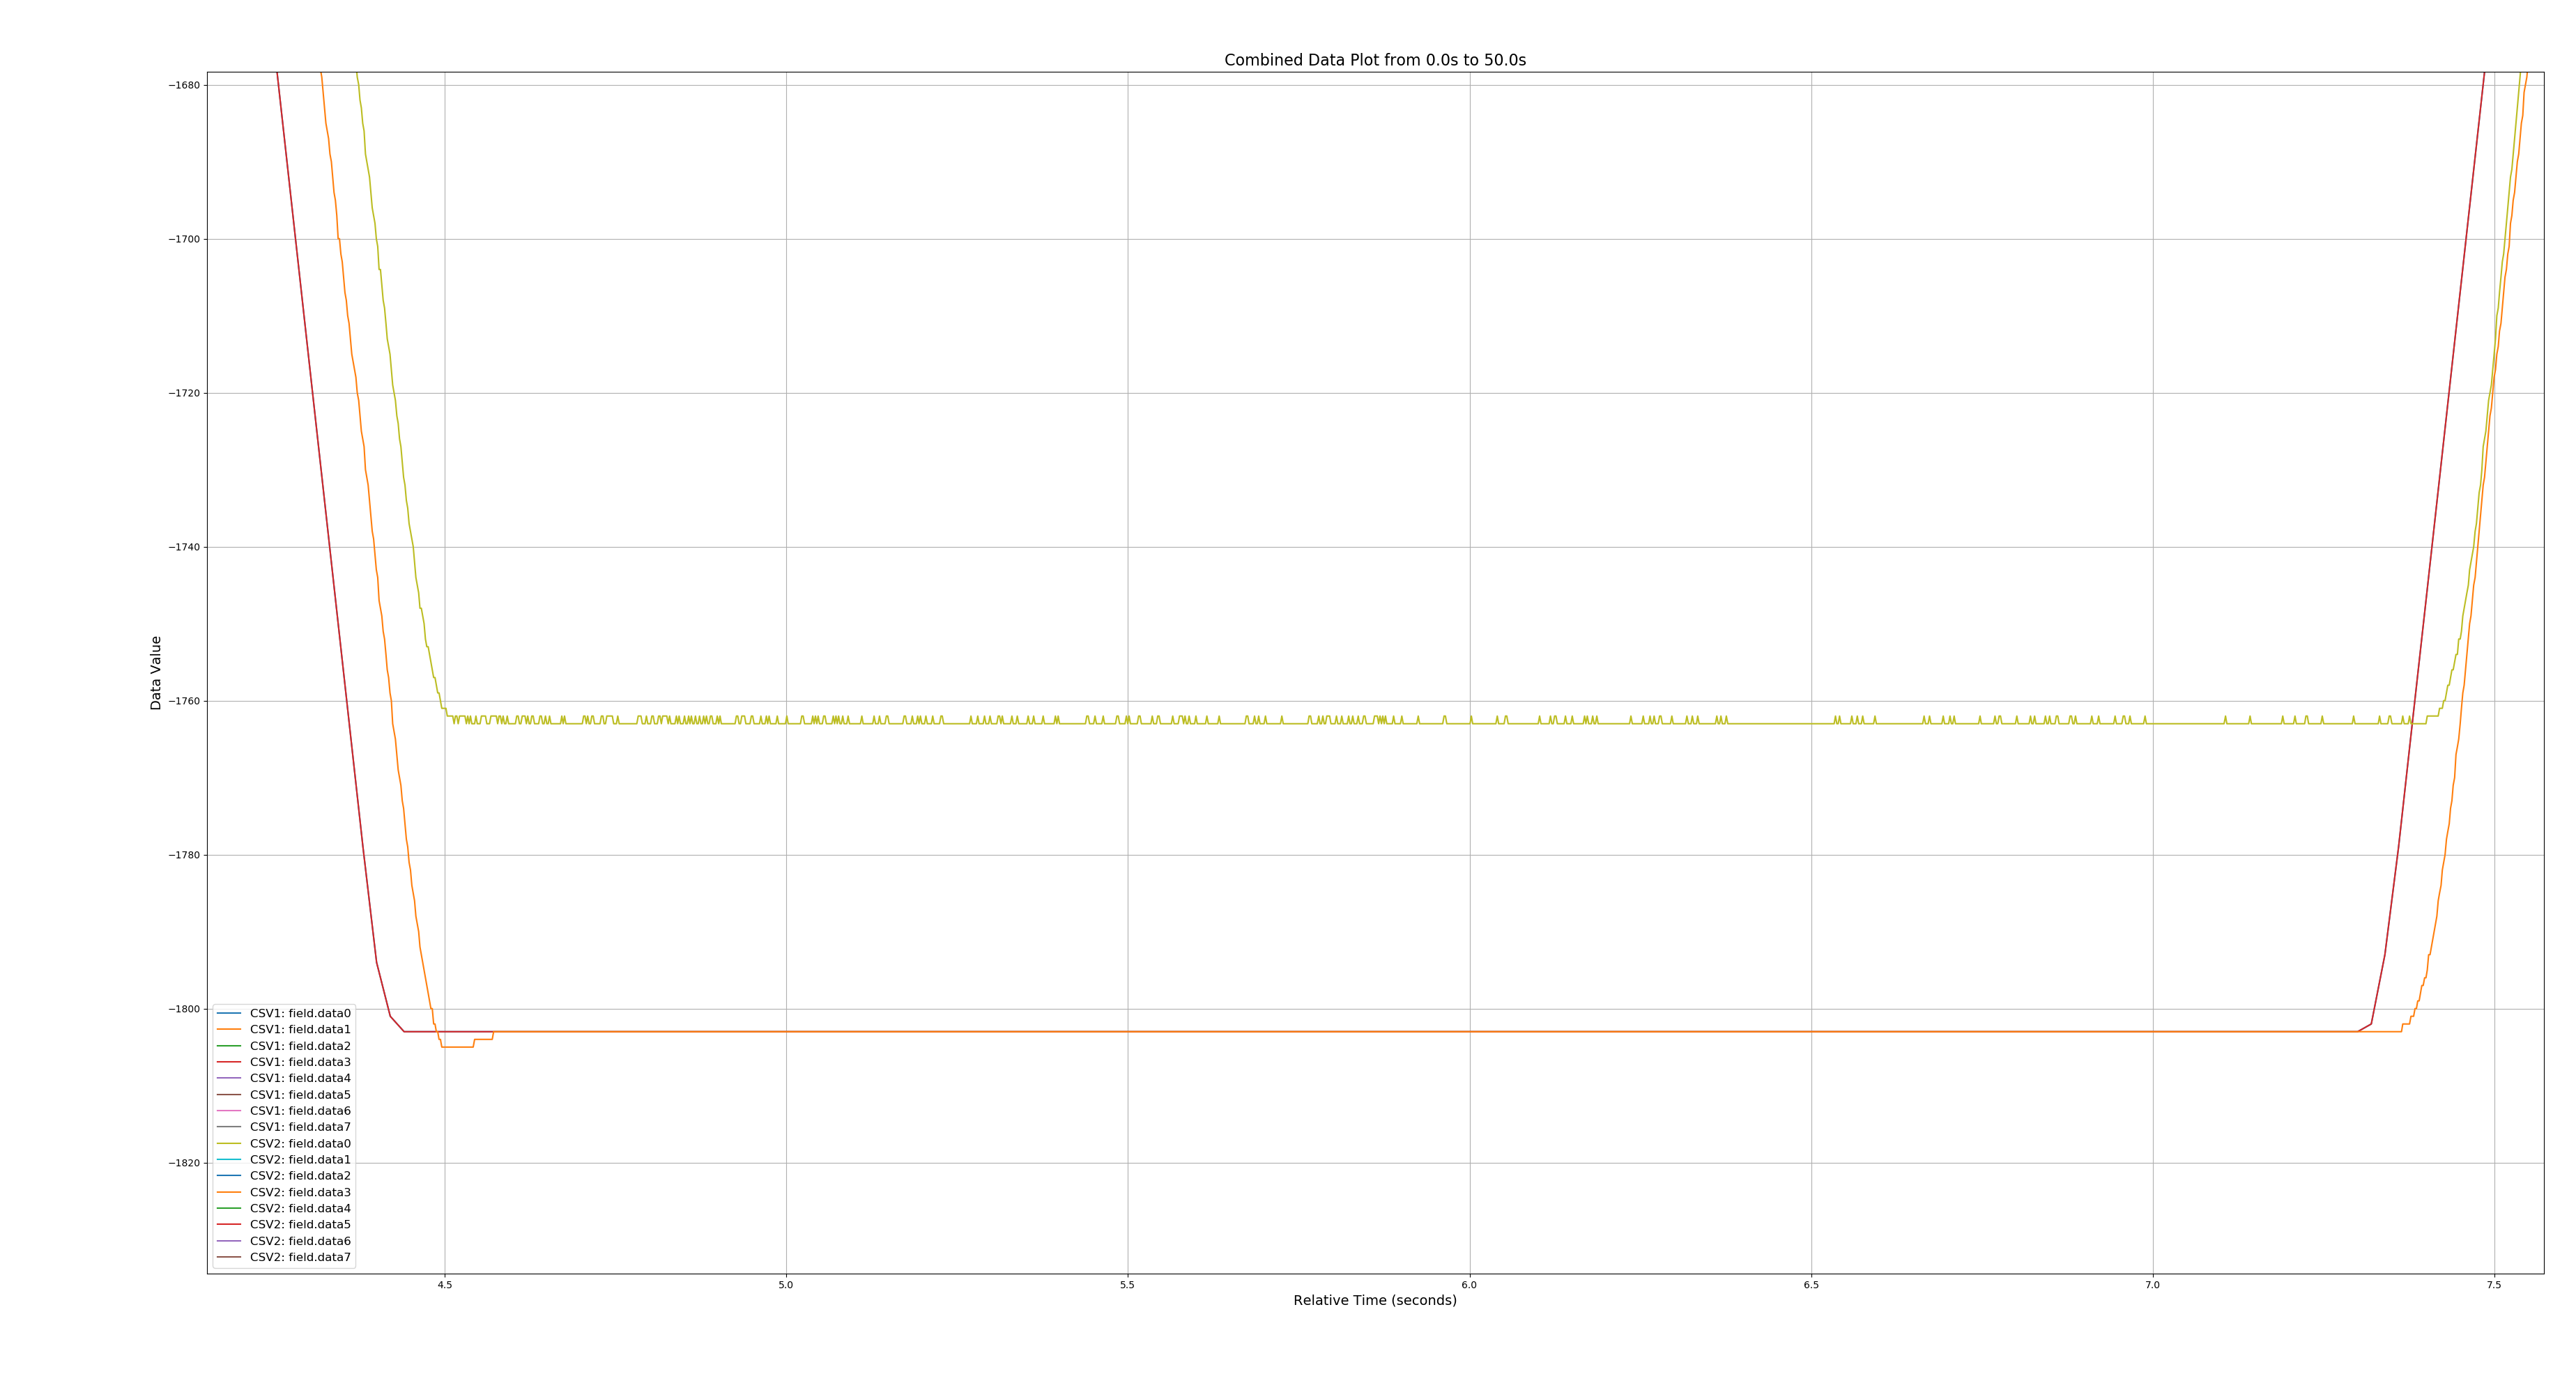 Combined Data Plot from 0.0s to 50.0s
−1680
−1700
−1720
−1740
−1760
−1780
−1800
−1820
Data Value
CSV1: field.data0
CSV1: field.data1
CSV1: field.data2
CSV1: field.data3
CSV1: field.data4
CSV1: field.data5
CSV1: field.data6
CSV1: field.data7
CSV2: field.data0
CSV2: field.data1
CSV2: field.data2
CSV2: field.data3
CSV2: field.data4
CSV2: field.data5
CSV2: field.data6
CSV2: field.data7
4.5 5.0 5.5 6.0 6.5 7.0 7.5
Relative Time (seconds)